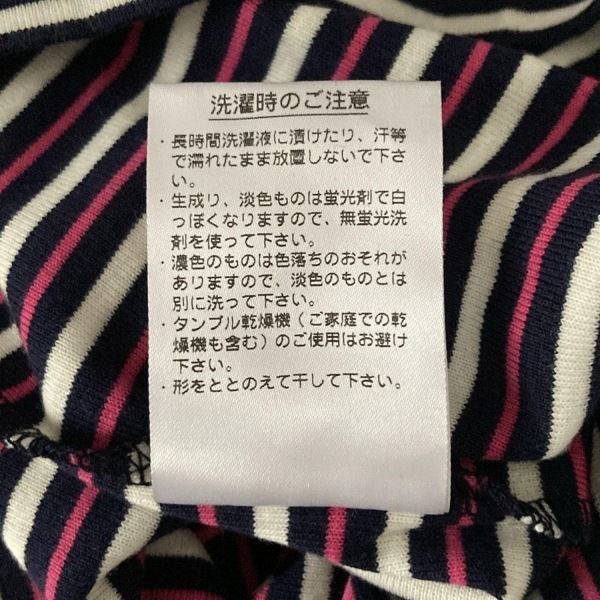 洗濯時のご注意
・長時間洗濯液に漬けたり、汗等
で濡れたまま放置しないで下さ
い。
・生成り、淡色ものは蛍光剤で白
っぽくなりますので、無蛍光洗
剤を使って下さい。
・濃色のものは色落ちのおそれが
ありますので、淡色のものとは
別に洗って下さい。
・タンブル乾燥機(ご家庭での乾
燥機も含む)のご使用はお避け
下さい。
・形をととのえて干して下さい。